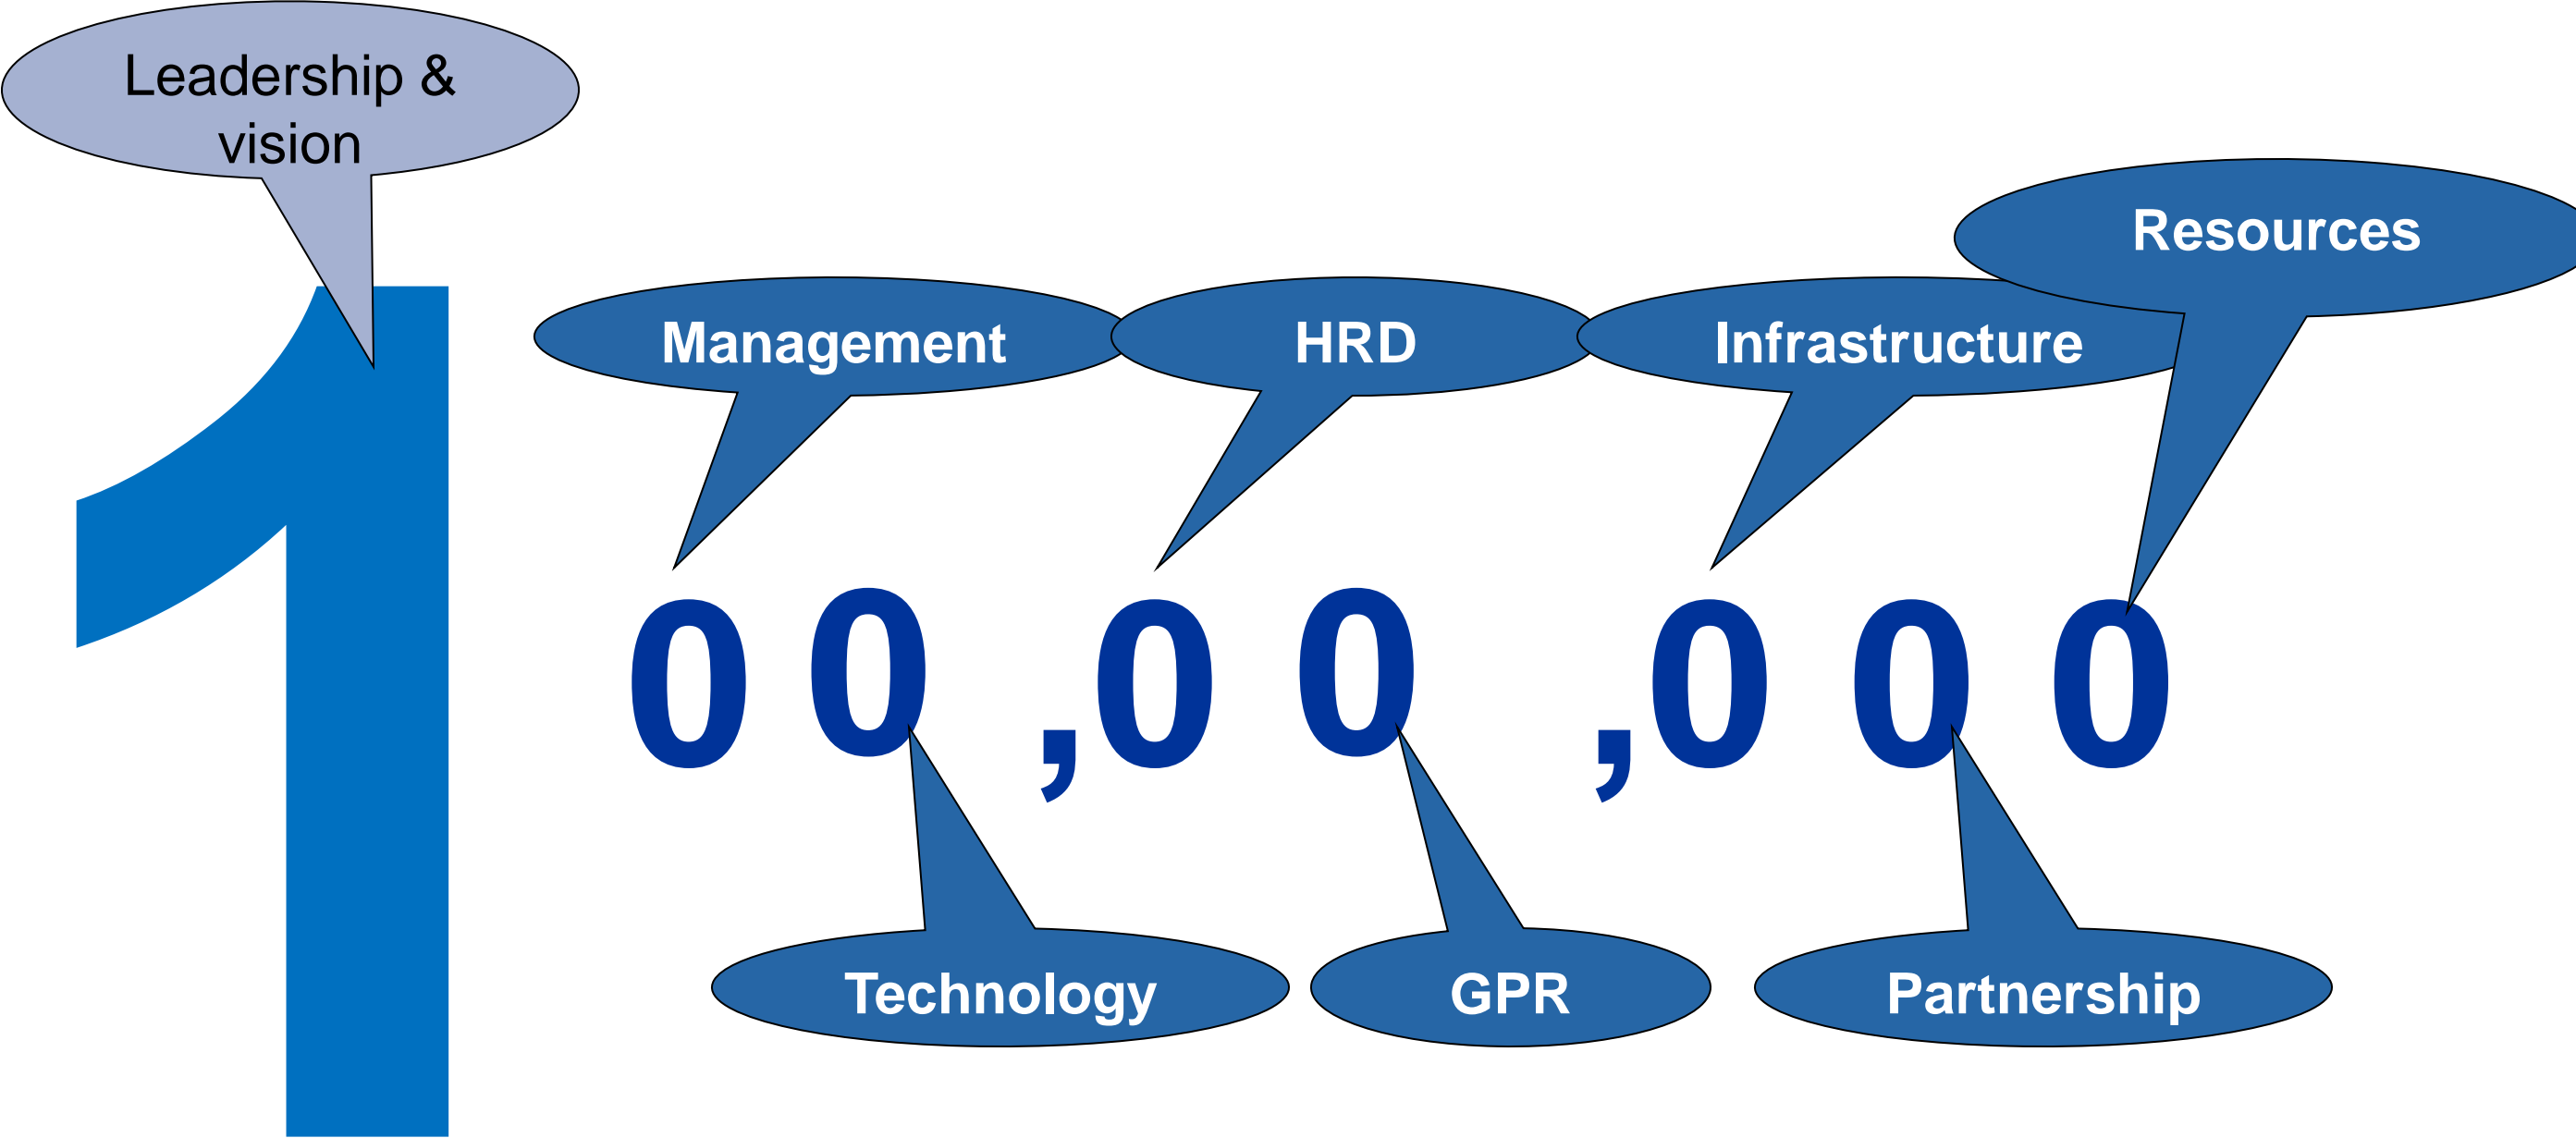 Leadership &
vision
Resources
Management HRD Infrastructure
1 00,00,000
Technology GPR Partnership